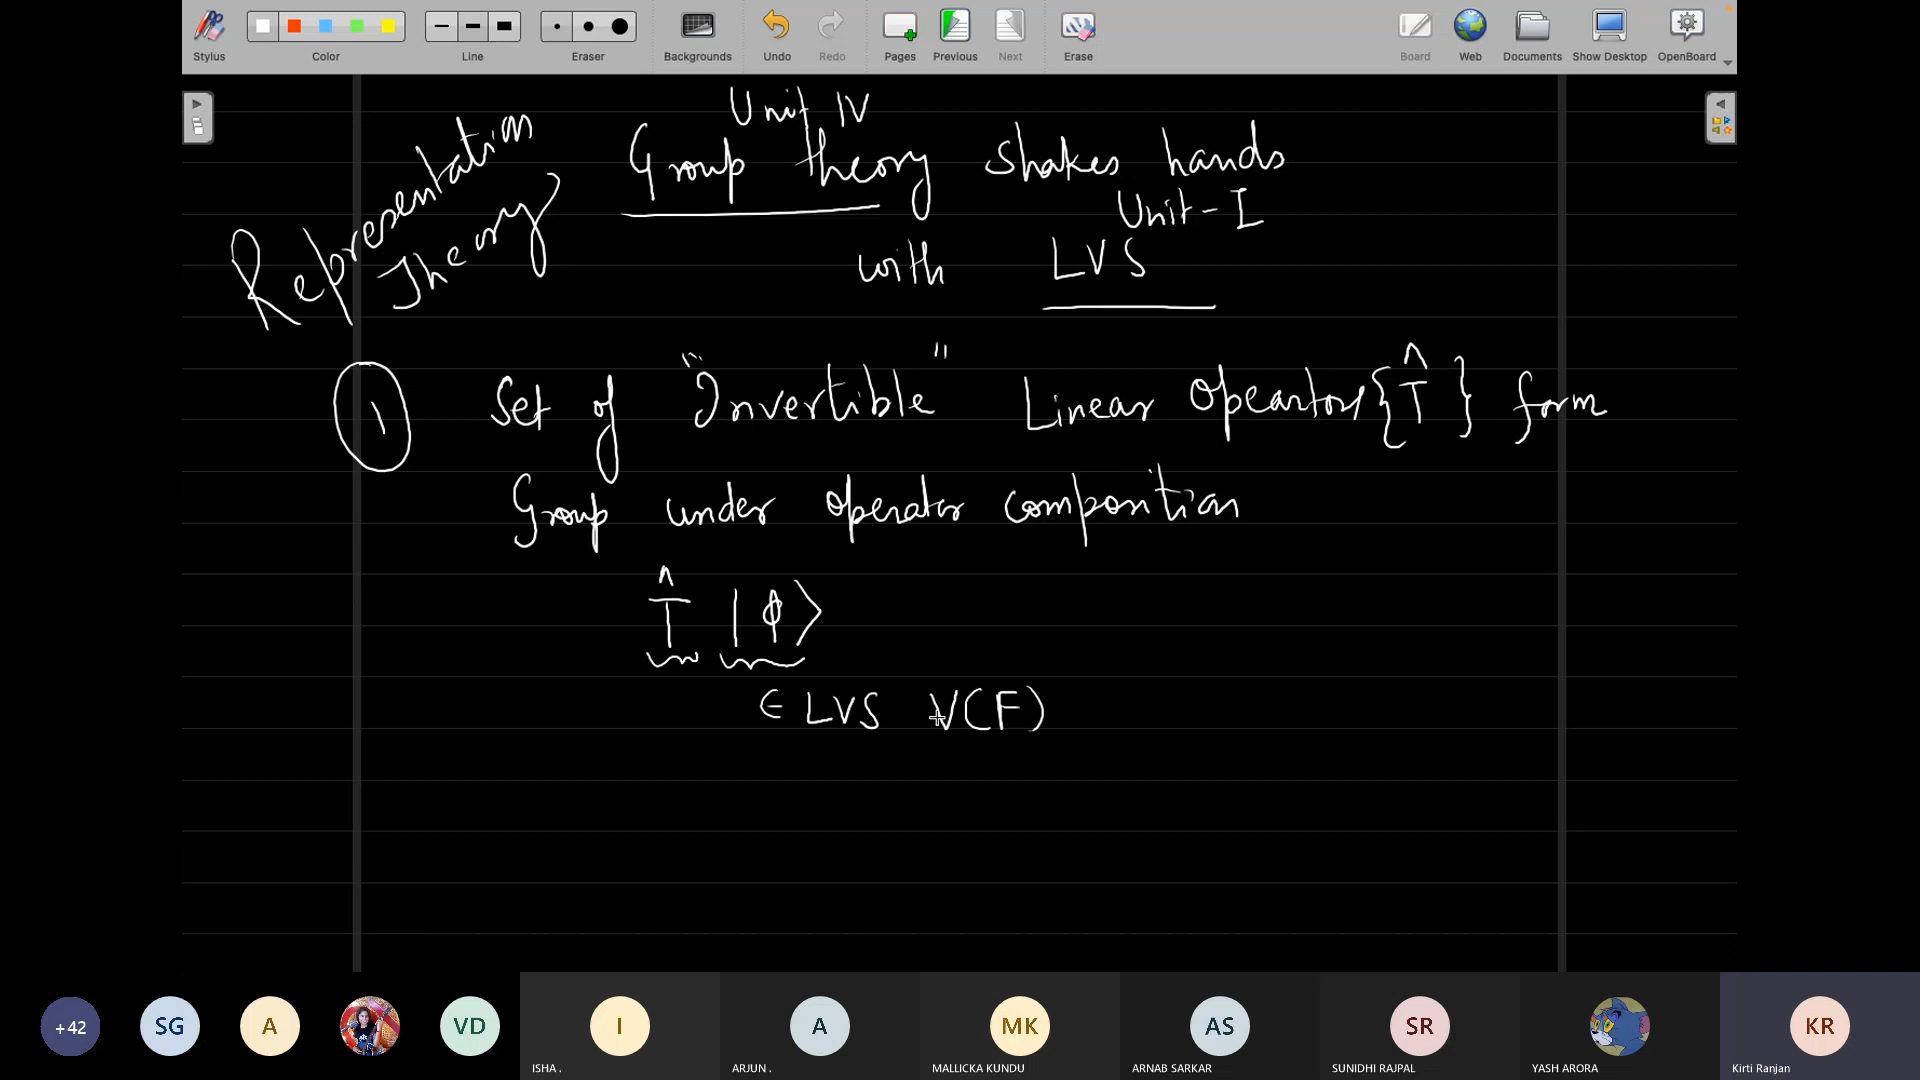 Stylus Color Line Eraser Backgrounds Undo Redo Pages Previous Next Erase Board Web Documents Show Desktop OpenBoard
Unit IV
Representation Theory
Group theory shakes hands
Unit - I
with LVS
1 Set of "Invertible" Linear Opeartors { T̂ } form
Group under operator composition
T̂ |ϕ⟩
∈ LVS V(F)
+42 SG A VD I A MK AS SR KR
ISHA . ARJUN . MALLICKA KUNDU ARNAB SARKAR SUNIDHI RAJPAL YASH ARORA Kirti Ranjan